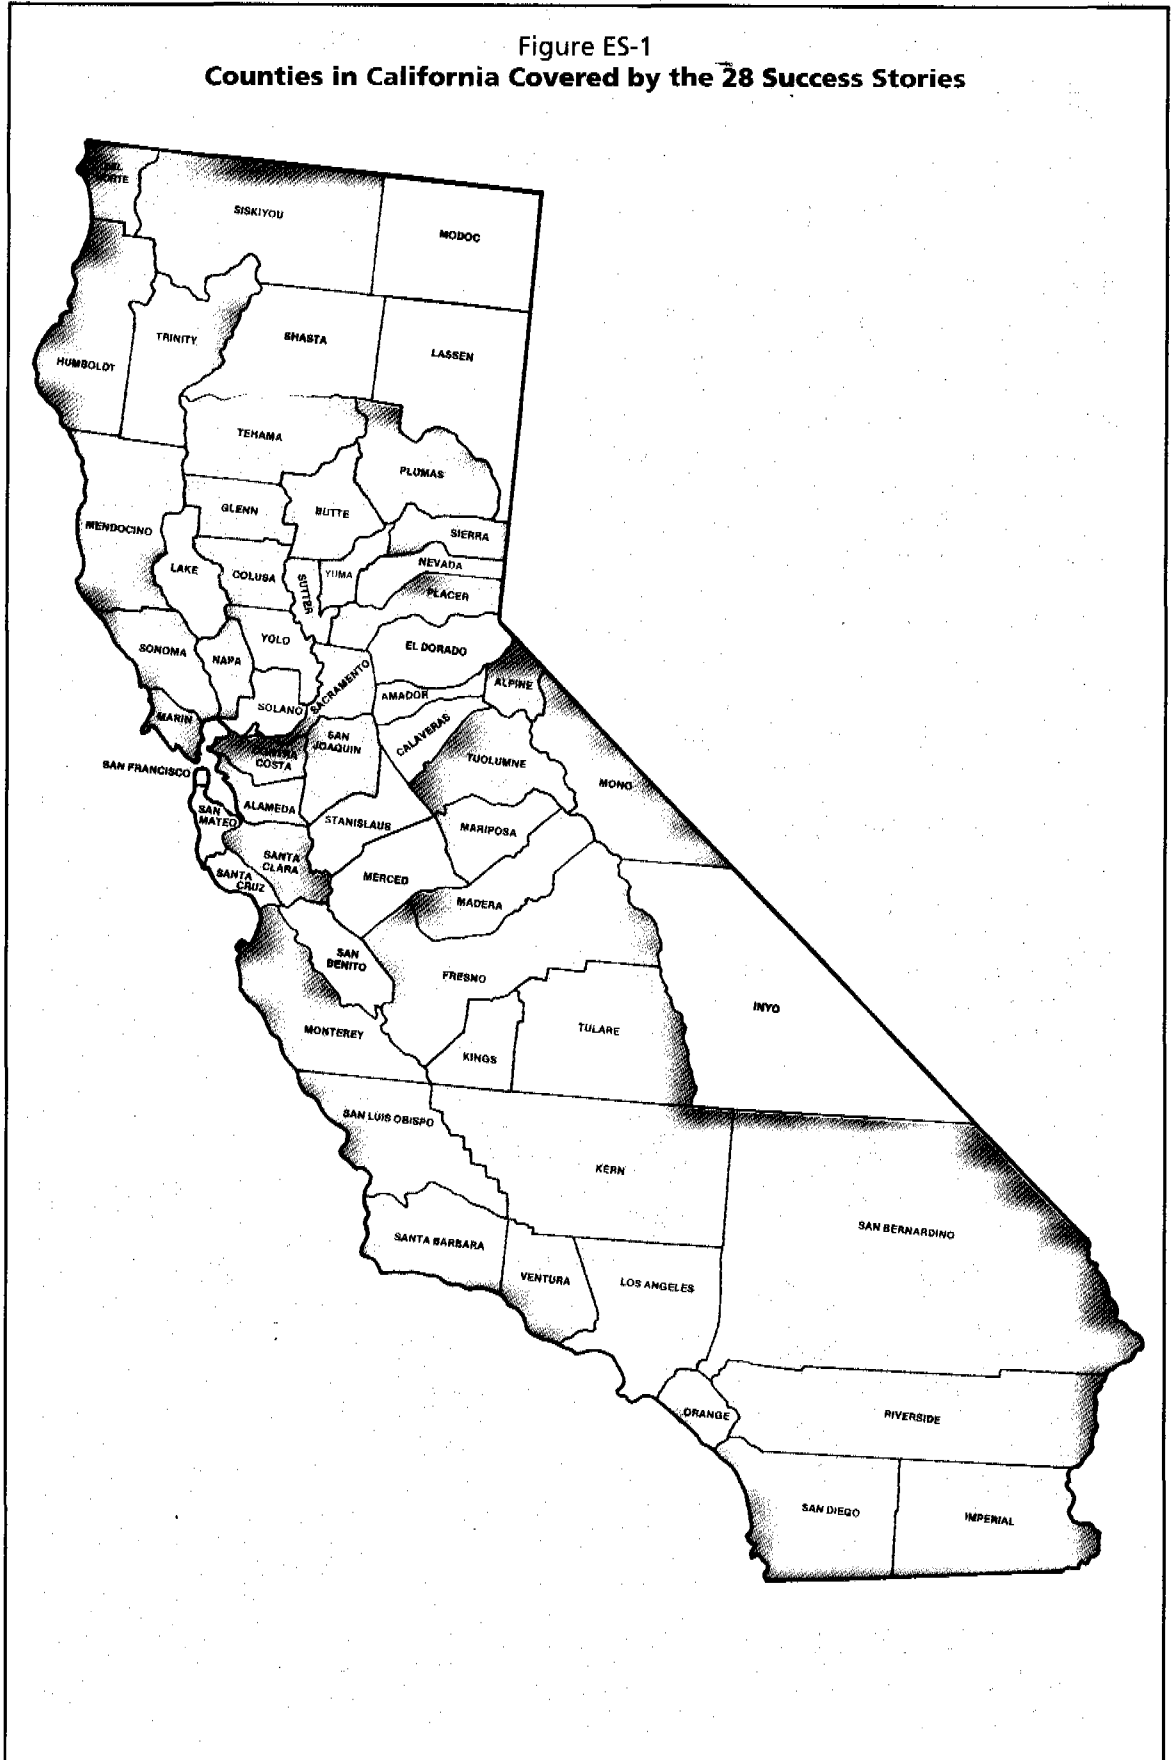 Figure ES-1
Counties in California Covered by the 28 Success Stories
DEL
NORTE
SISKIYOU
MODOC
TRINITY
SHASTA
LASSEN
HUMBOLDT
TEHAMA
PLUMAS
GLENN
BUTTE
MENDOCINO
SIERRA
LAKE
COLUSA
SUTTER
YUMA
NEVADA
PLACER
SONOMA
NAPA
YOLO
EL DORADO
SACRAMENTO
ALPINE
AMADOR
MARIN
SOLANO
SAN
JOAQUIN
CALAVERAS
CONTRA
COSTA
TUOLUMNE
SAN FRANCISCO
MONO
ALAMEDA
SAN
MATEO
STANISLAUS
MARIPOSA
SANTA
CLARA
SANTA
CRUZ
MERCED
MADERA
SAN
BENITO
FRESNO
INYO
MONTEREY
TULARE
KINGS
SAN LUIS OBISPO
KERN
SAN BERNARDINO
SANTA BARBARA
VENTURA
LOS ANGELES
ORANGE
RIVERSIDE
SAN DIEGO
IMPERIAL